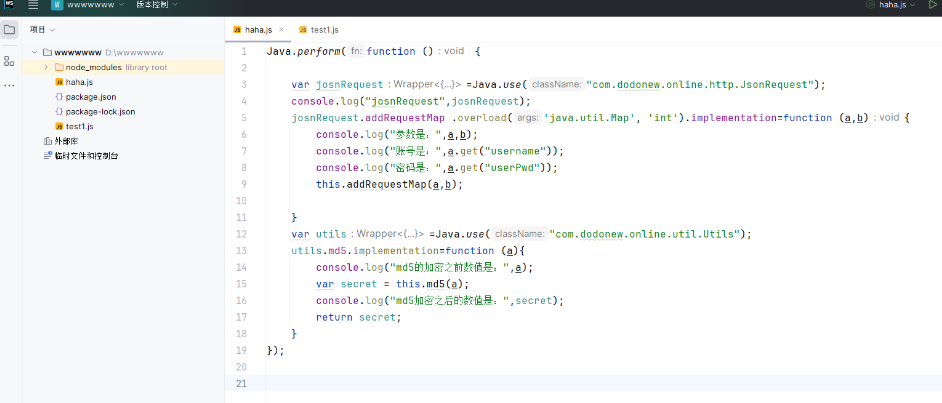 WS W wwwwwww 版本控制 haha.js
项目 haha.js test1.js
wwwwwww D:\wwwwwww
node_modules library root
haha.js
package.json
package-lock.json
test1.js
外部库
临时文件和控制台
1 Java.perform( fn: function () : void {
2
3 var josnRequest : Wrapper<{...}> =Java.use( className: "com.dodonew.online.http.JsonRequest");
4 console.log("josnRequest",josnRequest);
5 josnRequest.addRequestMap .overload( args: 'java.util.Map', 'int').implementation=function (a,b) : void {
6 console.log("参数是：",a,b);
7 console.log("账号是：",a.get("username"));
8 console.log("密码是：",a.get("userPwd"));
9 this.addRequestMap(a,b);
10
11 }
12 var utils : Wrapper<{...}> =Java.use( className: "com.dodonew.online.util.Utils");
13 utils.md5.implementation=function (a){
14 console.log("md5的加密之前数值是：",a);
15 var secret = this.md5(a);
16 console.log("md5加密之后的数值是：",secret);
17 return secret;
18 }
19 });
20
21